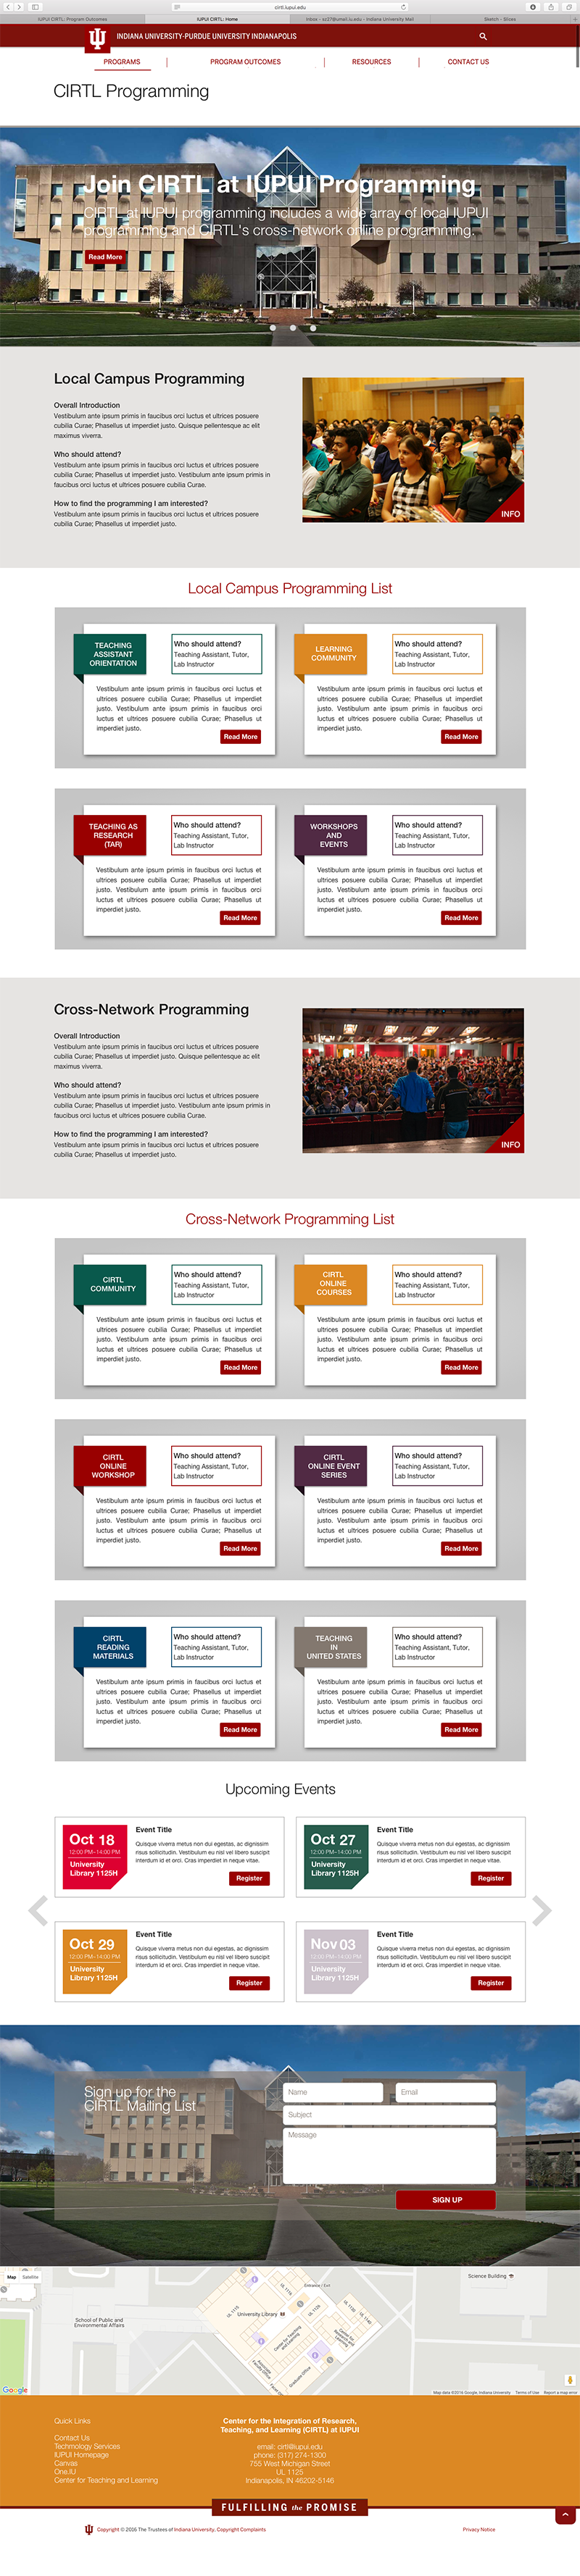 cirtl.iupui.edu
IUPUI CIRTL: Program Outcomes
IUPUI CIRTL: Home
Inbox - sc27@umail.iu.edu - Indiana University Mail
Sketch - Slices
INDIANA UNIVERSITY-PURDUE UNIVERSITY INDIANAPOLIS
PROGRAMS
PROGRAM OUTCOMES
RESOURCES
CONTACT US
CIRTL Programming
Join CIRTL at IUPUI Programming
CIRTL at IUPUI programming includes a wide array of local IUPUI
programming and CIRTL's cross-network online programming.
Read More
Local Campus Programming
Overall Introduction
Vestibulum ante ipsum primis in faucibus orci luctus et ultrices posuere
cubilia Curae; Phasellus ut imperdiet justo. Quisque pellentesque ac elit
maximus viverra.
Who should attend?
Vestibulum ante ipsum primis in faucibus orci luctus et ultrices posuere
cubilia Curae; Phasellus ut imperdiet justo. Vestibulum ante ipsum primis in
faucibus orci luctus et ultrices posuere cubilia Curae.
How to find the programming I am interested?
Vestibulum ante ipsum primis in faucibus orci luctus et ultrices posuere
cubilia Curae; Phasellus ut imperdiet justo.
INFO
Local Campus Programming List
TEACHING
ASSISTANT
ORIENTATION
Who should attend?
Teaching Assistant, Tutor,
Lab Instructor
Vestibulum ante ipsum primis in faucibus orci luctus et
ultrices posuere cubilia Curae; Phasellus ut imperdiet
justo. Vestibulum ante ipsum primis in faucibus orci
luctus et ultrices posuere cubilia Curae; Phasellus ut
imperdiet justo.
Read More
LEARNING
COMMUNITY
Who should attend?
Teaching Assistant, Tutor,
Lab Instructor
Vestibulum ante ipsum primis in faucibus orci luctus et
ultrices posuere cubilia Curae; Phasellus ut imperdiet
justo. Vestibulum ante ipsum primis in faucibus orci
luctus et ultrices posuere cubilia Curae; Phasellus ut
imperdiet justo.
Read More
TEACHING AS
RESEARCH
(TAR)
Who should attend?
Teaching Assistant, Tutor,
Lab Instructor
Vestibulum ante ipsum primis in faucibus orci luctus et
ultrices posuere cubilia Curae; Phasellus ut imperdiet
justo. Vestibulum ante ipsum primis in faucibus orci
luctus et ultrices posuere cubilia Curae; Phasellus ut
imperdiet justo.
Read More
WORKSHOPS
AND
EVENTS
Who should attend?
Teaching Assistant, Tutor,
Lab Instructor
Vestibulum ante ipsum primis in faucibus orci luctus et
ultrices posuere cubilia Curae; Phasellus ut imperdiet
justo. Vestibulum ante ipsum primis in faucibus orci
luctus et ultrices posuere cubilia Curae; Phasellus ut
imperdiet justo.
Read More
Cross-Network Programming
Overall Introduction
Vestibulum ante ipsum primis in faucibus orci luctus et ultrices posuere
cubilia Curae; Phasellus ut imperdiet justo. Quisque pellentesque ac elit
maximus viverra.
Who should attend?
Vestibulum ante ipsum primis in faucibus orci luctus et ultrices posuere
cubilia Curae; Phasellus ut imperdiet justo. Vestibulum ante ipsum primis in
faucibus orci luctus et ultrices posuere cubilia Curae.
How to find the programming I am interested?
Vestibulum ante ipsum primis in faucibus orci luctus et ultrices posuere
cubilia Curae; Phasellus ut imperdiet justo.
INFO
Cross-Network Programming List
CIRTL
COMMUNITY
Who should attend?
Teaching Assistant, Tutor,
Lab Instructor
Vestibulum ante ipsum primis in faucibus orci luctus et
ultrices posuere cubilia Curae; Phasellus ut imperdiet
justo. Vestibulum ante ipsum primis in faucibus orci
luctus et ultrices posuere cubilia Curae; Phasellus ut
imperdiet justo.
Read More
CIRTL
ONLINE
COURSES
Who should attend?
Teaching Assistant, Tutor,
Lab Instructor
Vestibulum ante ipsum primis in faucibus orci luctus et
ultrices posuere cubilia Curae; Phasellus ut imperdiet
justo. Vestibulum ante ipsum primis in faucibus orci
luctus et ultrices posuere cubilia Curae; Phasellus ut
imperdiet justo.
Read More
CIRTL
ONLINE
WORKSHOP
Who should attend?
Teaching Assistant, Tutor,
Lab Instructor
Vestibulum ante ipsum primis in faucibus orci luctus et
ultrices posuere cubilia Curae; Phasellus ut imperdiet
justo. Vestibulum ante ipsum primis in faucibus orci
luctus et ultrices posuere cubilia Curae; Phasellus ut
imperdiet justo.
Read More
CIRTL
ONLINE EVENT
SERIES
Who should attend?
Teaching Assistant, Tutor,
Lab Instructor
Vestibulum ante ipsum primis in faucibus orci luctus et
ultrices posuere cubilia Curae; Phasellus ut imperdiet
justo. Vestibulum ante ipsum primis in faucibus orci
luctus et ultrices posuere cubilia Curae; Phasellus ut
imperdiet justo.
Read More
CIRTL
READING
MATERIALS
Who should attend?
Teaching Assistant, Tutor,
Lab Instructor
Vestibulum ante ipsum primis in faucibus orci luctus et
ultrices posuere cubilia Curae; Phasellus ut imperdiet
justo. Vestibulum ante ipsum primis in faucibus orci
luctus et ultrices posuere cubilia Curae; Phasellus ut
imperdiet justo.
Read More
TEACHING
IN
UNITED STATES
Who should attend?
Teaching Assistant, Tutor,
Lab Instructor
Vestibulum ante ipsum primis in faucibus orci luctus et
ultrices posuere cubilia Curae; Phasellus ut imperdiet
justo. Vestibulum ante ipsum primis in faucibus orci
luctus et ultrices posuere cubilia Curae; Phasellus ut
imperdiet justo.
Read More
Upcoming Events
Oct 18
12:00 PM–14:00 PM
University
Library 1125H
Event Title
Quisque viverra metus non dui egestas, ac dignissim
risus sollicitudin. Vestibulum eu nisl vel libero suscipit
interdum id et orci. Cras imperdiet in neque vitae.
Register
Oct 27
12:00 PM–14:00 PM
University
Library 1125H
Event Title
Quisque viverra metus non dui egestas, ac dignissim
risus sollicitudin. Vestibulum eu nisl vel libero suscipit
interdum id et orci. Cras imperdiet in neque vitae.
Register
Oct 29
12:00 PM–14:00 PM
University
Library 1125H
Event Title
Quisque viverra metus non dui egestas, ac dignissim
risus sollicitudin. Vestibulum eu nisl vel libero suscipit
interdum id et orci. Cras imperdiet in neque vitae.
Register
Nov 03
12:00 PM–14:00 PM
University
Library 1125H
Event Title
Quisque viverra metus non dui egestas, ac dignissim
risus sollicitudin. Vestibulum eu nisl vel libero suscipit
interdum id et orci. Cras imperdiet in neque vitae.
Register
Sign up for the
CIRTL Mailing List
Name
Email
Subject
Message
SIGN UP
Map
Satellite
Science Building
Entrance / Exit
University Library
School of Public and
Environmental Affairs
Center for Teaching
and Learning
Graduate Office
Google
Map data ©2016 Google, Indiana University
Terms of Use
Report a map error
Quick Links
Contact Us
Technology Services
IUPUI Homepage
Canvas
One.IU
Center for Teaching and Learning
Center for the Integration of Research,
Teaching, and Learning (CIRTL) at IUPUI
email: cirtl@iupui.edu
phone: (317) 274-1300
755 West Michigan Street
UL 1125
Indianapolis, IN 46202-5146
FULFILLING the PROMISE
Copyright © 2016 The Trustees of Indiana University, Copyright Complaints
Privacy Notice